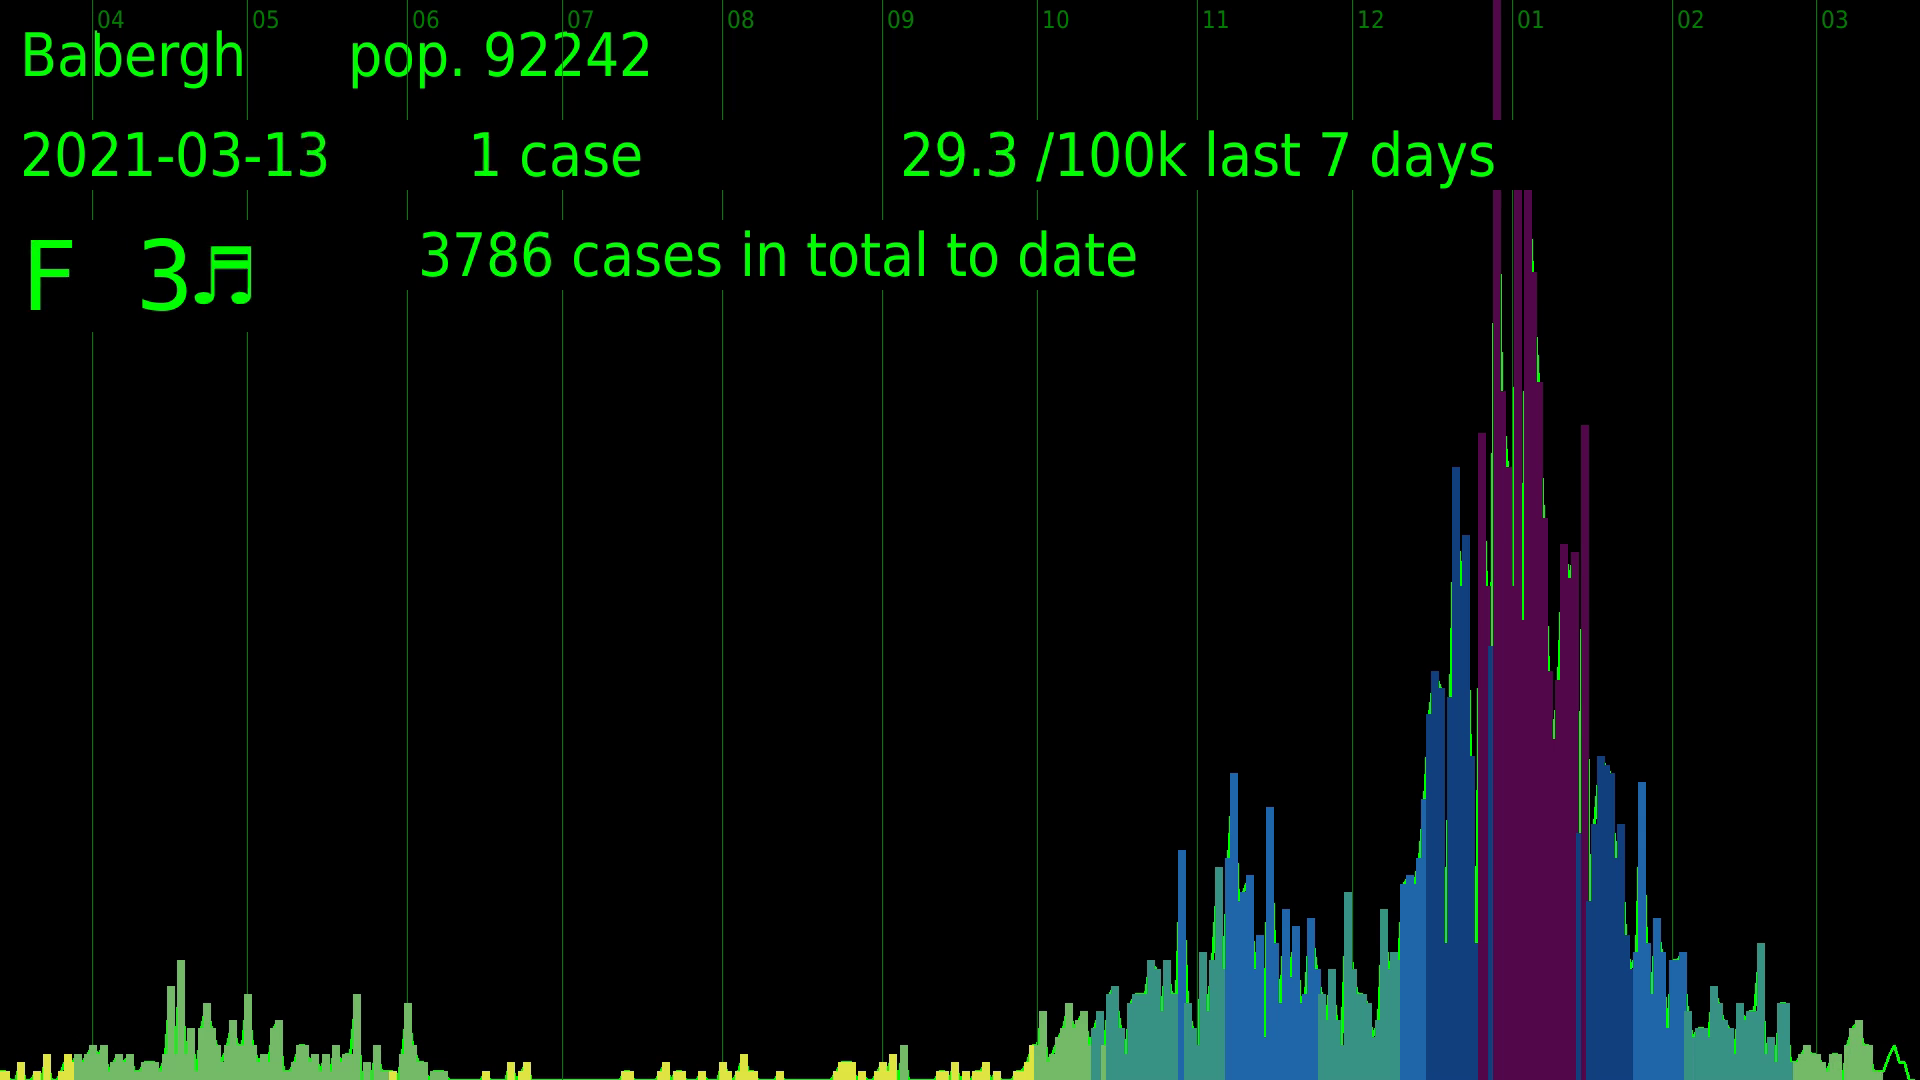 04 05 06 07 08 09 10 11 12 01 02 03
Babergh pop. 92242
2021-03-13 1 case 29.3 /100k last 7 days
F 3♬ 3786 cases in total to date